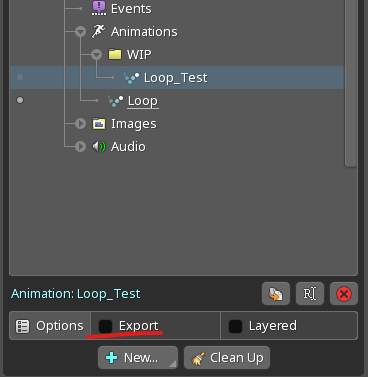 Events
Animations
WIP
Loop_Test
Loop
Images
Audio
Animation: Loop_Test
Options Export Layered
New... Clean Up